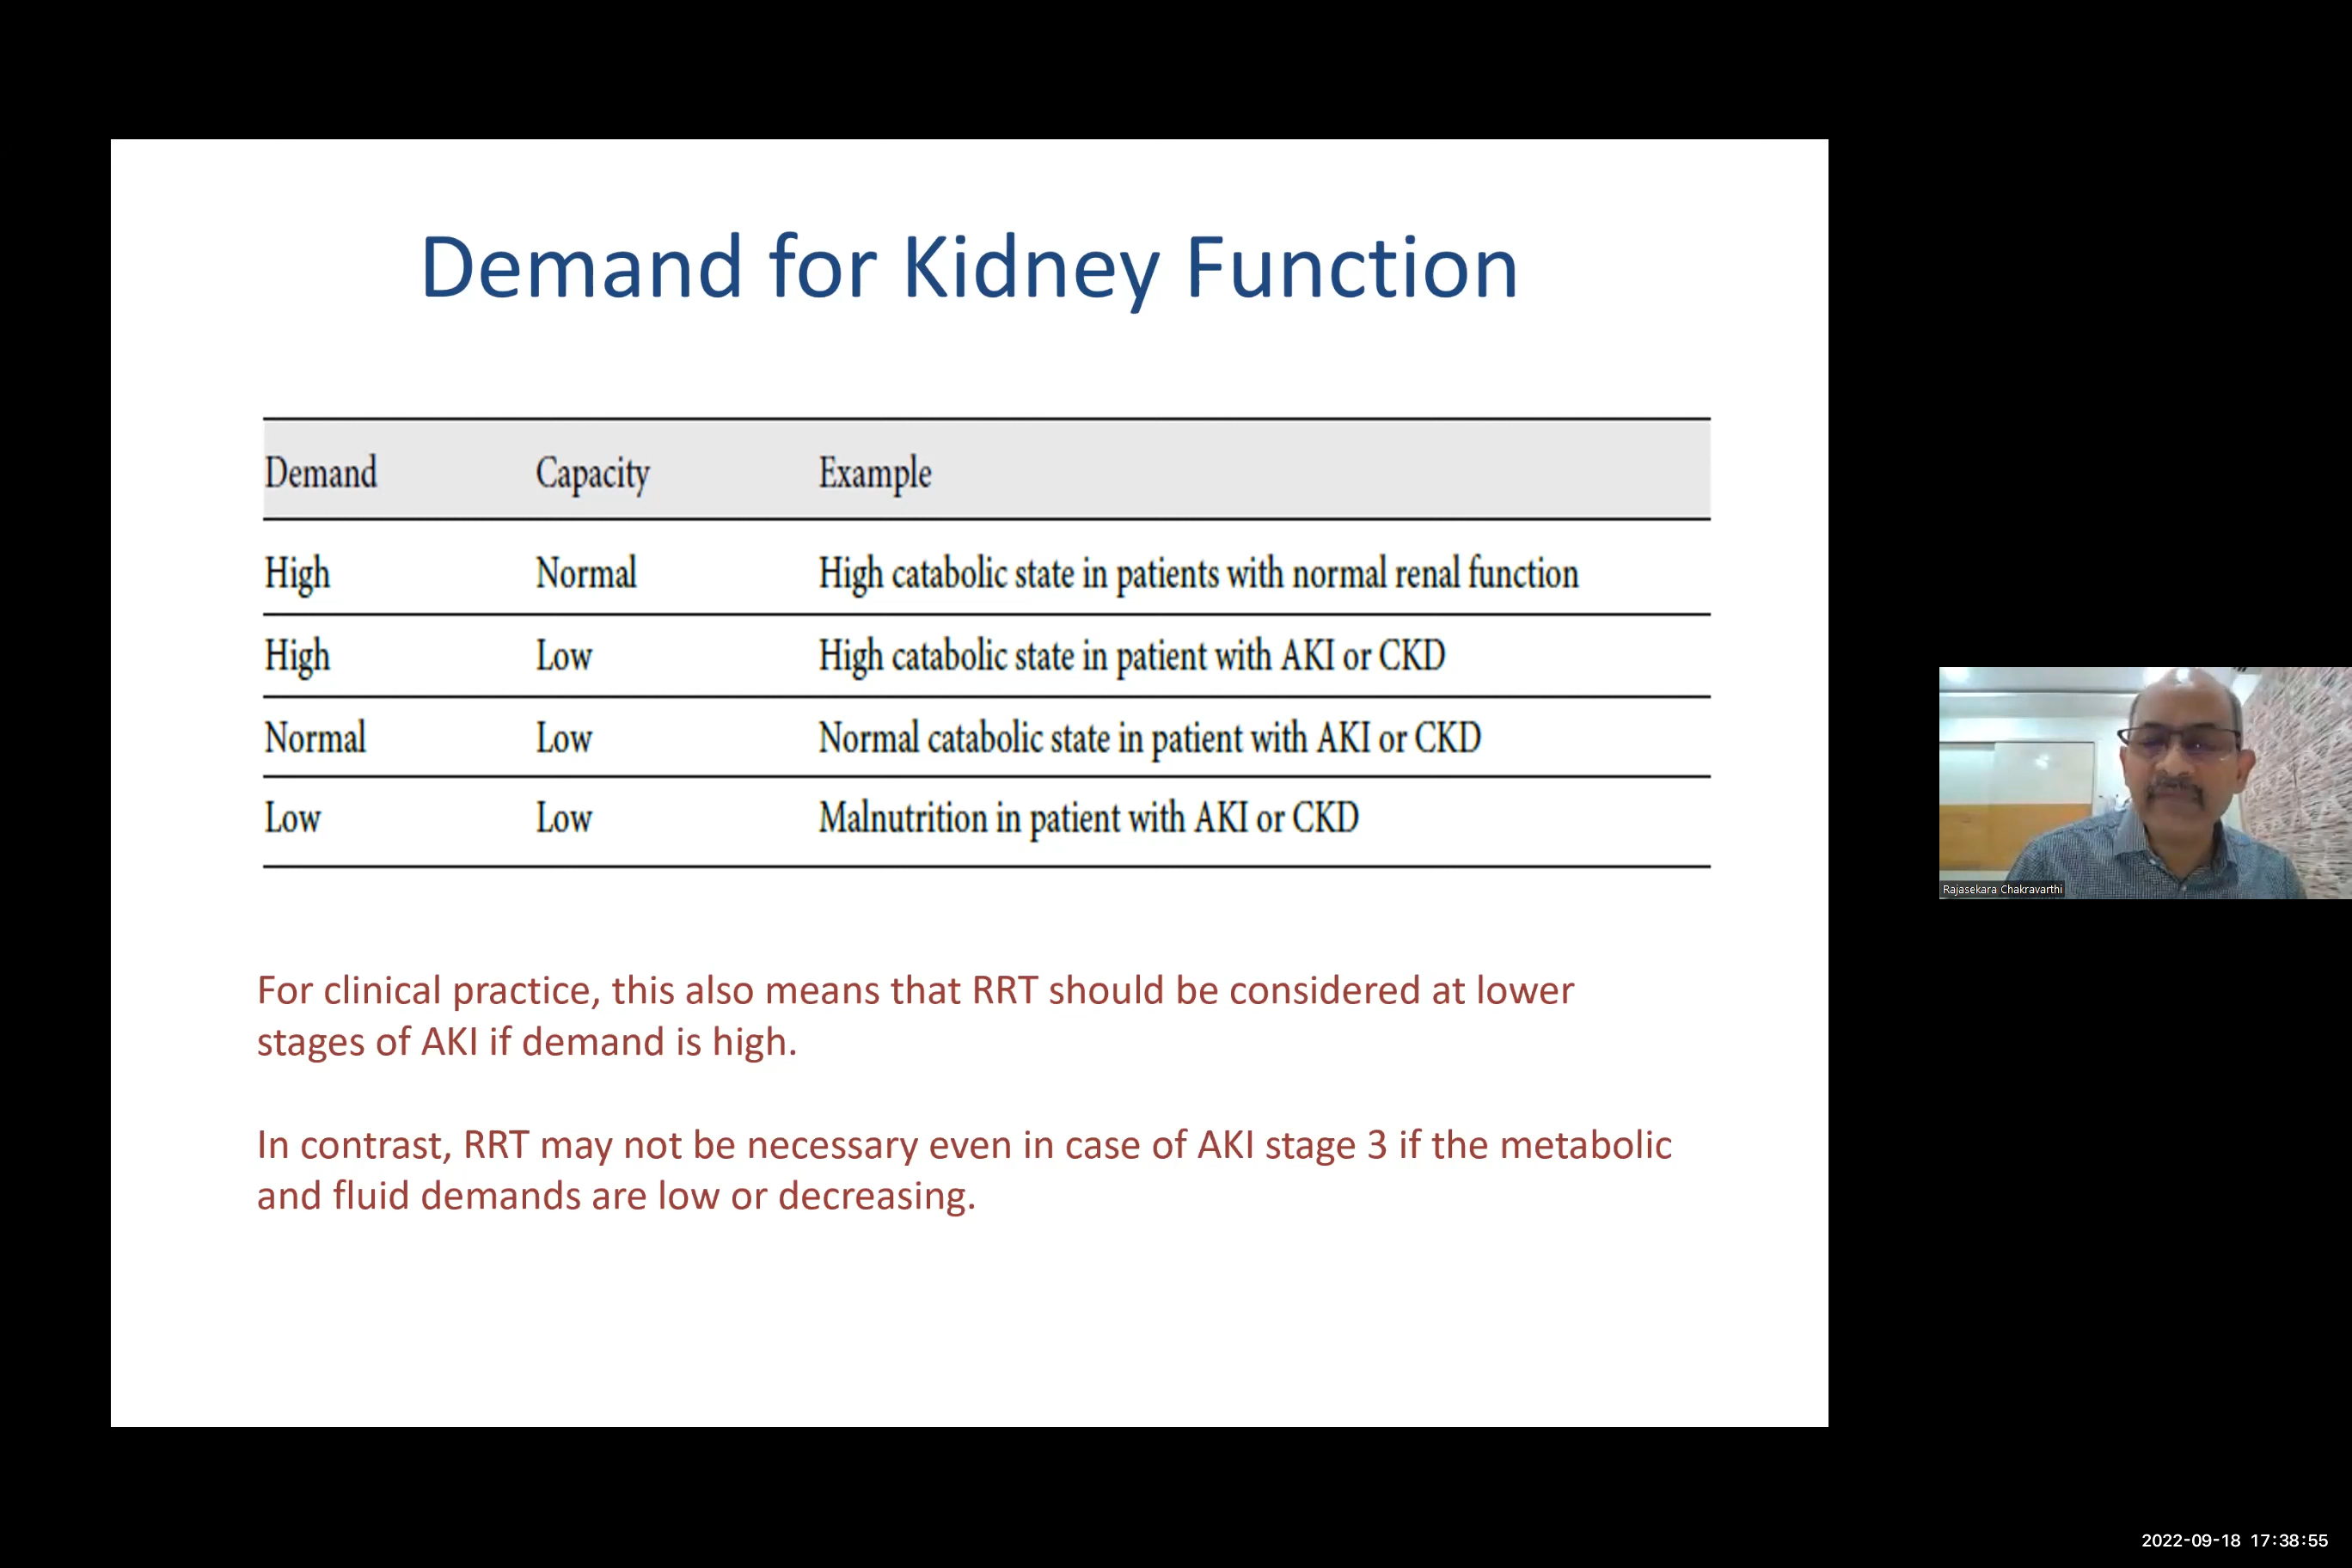 Demand for Kidney Function
Demand Capacity Example
High Normal High catabolic state in patients with normal renal function
High Low High catabolic state in patient with AKI or CKD
Normal Low Normal catabolic state in patient with AKI or CKD
Low Low Malnutrition in patient with AKI or CKD
For clinical practice, this also means that RRT should be considered at lower
stages of AKI if demand is high.
In contrast, RRT may not be necessary even in case of AKI stage 3 if the metabolic
and fluid demands are low or decreasing.
Rajasekara Chakravarthi
2022-09-18 17:38:55